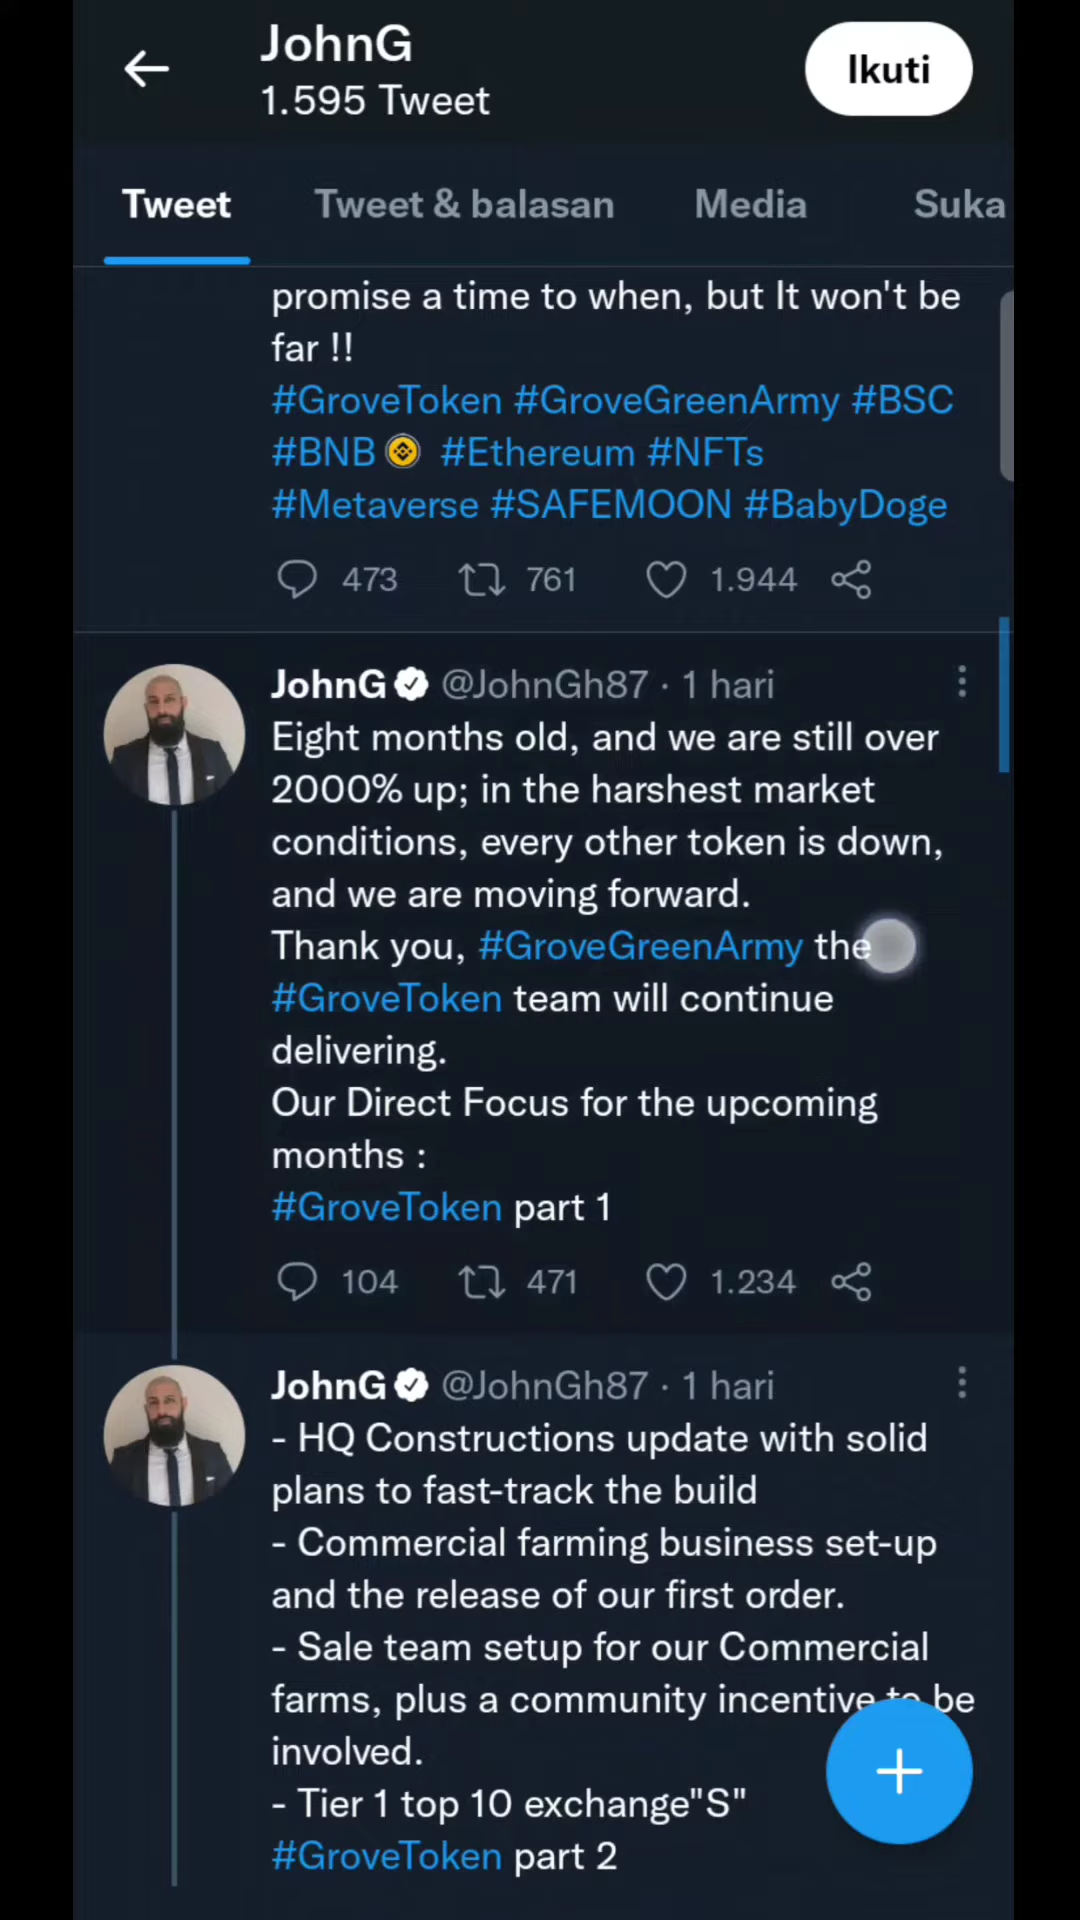 JohnG
1.595 Tweet
Ikuti
Tweet
Tweet & balasan
Media
Suka
promise a time to when, but It won't be
far !!
#GroveToken #GroveGreenArmy #BSC
#BNB #Ethereum #NFTs
#Metaverse #SAFEMOON #BabyDoge
473 761 1.944
JohnG @JohnGh87 · 1 hari
Eight months old, and we are still over
2000% up; in the harshest market
conditions, every other token is down,
and we are moving forward.
Thank you, #GroveGreenArmy the
#GroveToken team will continue
delivering.
Our Direct Focus for the upcoming
months :
#GroveToken part 1
104 471 1.234
JohnG @JohnGh87 · 1 hari
- HQ Constructions update with solid
plans to fast-track the build
- Commercial farming business set-up
and the release of our first order.
- Sale team setup for our Commercial
farms, plus a community incentive to be
involved.
- Tier 1 top 10 exchange"S"
#GroveToken part 2